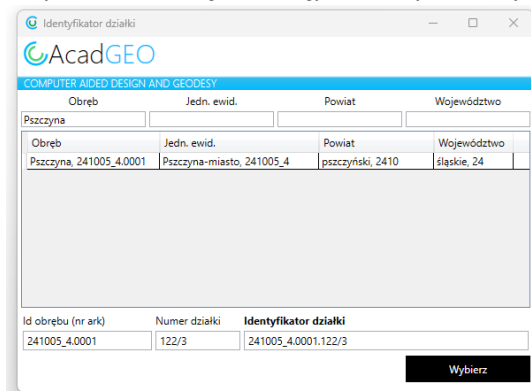 Identyfikator działki
AcadGEO
COMPUTER AIDED DESIGN AND GEODESY
Obręb Jedn. ewid. Powiat Województwo
Pszczyna
Obręb Jedn. ewid. Powiat Województwo
Pszczyna, 241005_4.0001 Pszczyna-miasto, 241005_4 pszczyński, 2410 śląskie, 24
Id obrębu (nr ark) Numer działki Identyfikator działki
241005_4.0001 122/3 241005_4.0001.122/3
Wybierz